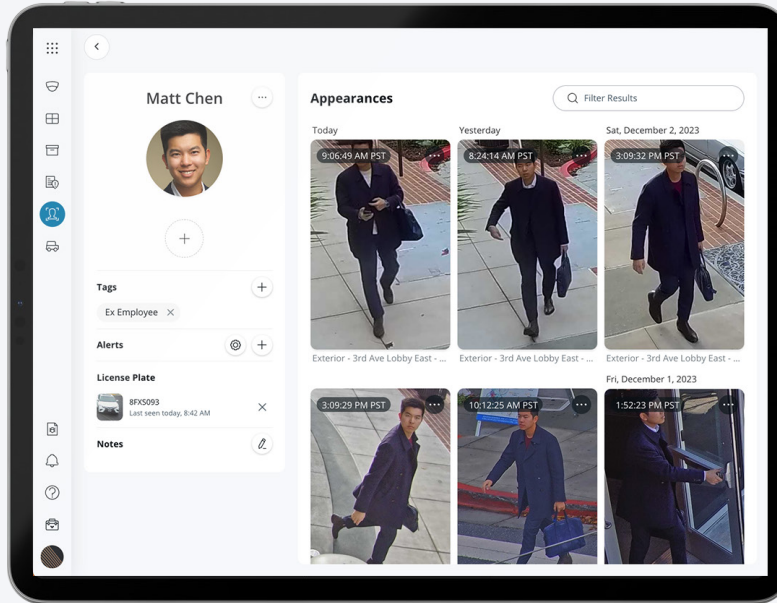 Matt Chen
Tags
Ex Employee
Alerts
License Plate
8FXS093
Last seen today, 8:42 AM
Notes
Appearances
Filter Results
Today
9:06:49 AM PST
Exterior - 3rd Ave Lobby East - ...
Yesterday
8:24:14 AM PST
Exterior - 3rd Ave Lobby East - ...
Sat, December 2, 2023
3:09:32 PM PST
Exterior - 3rd Ave Lobby East - ...
3:09:29 PM PST
10:12:25 AM PST
Fri, December 1, 2023
1:52:23 PM PST